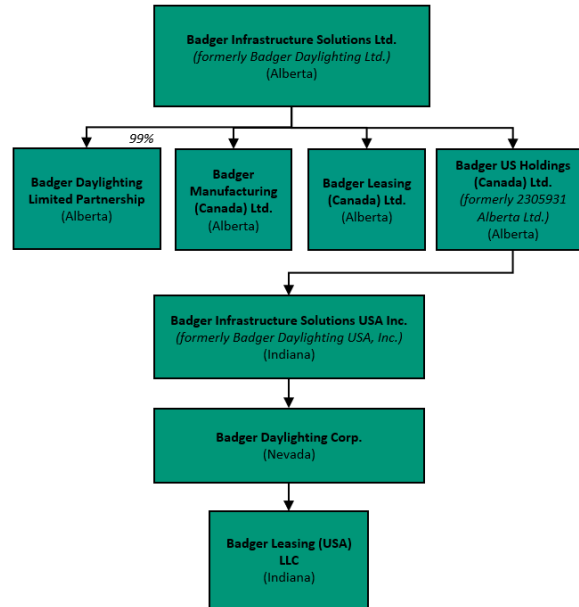 Badger Infrastructure Solutions Ltd.
(formerly Badger Daylighting Ltd.)
(Alberta)
99%
Badger Daylighting
Limited Partnership
(Alberta)
Badger
Manufacturing
(Canada) Ltd.
(Alberta)
Badger Leasing
(Canada) Ltd.
(Alberta)
Badger US Holdings
(Canada) Ltd.
(formerly 2305931
Alberta Ltd.)
(Alberta)
Badger Infrastructure Solutions USA Inc.
(formerly Badger Daylighting USA, Inc.)
(Indiana)
Badger Daylighting Corp.
(Nevada)
Badger Leasing (USA)
LLC
(Indiana)